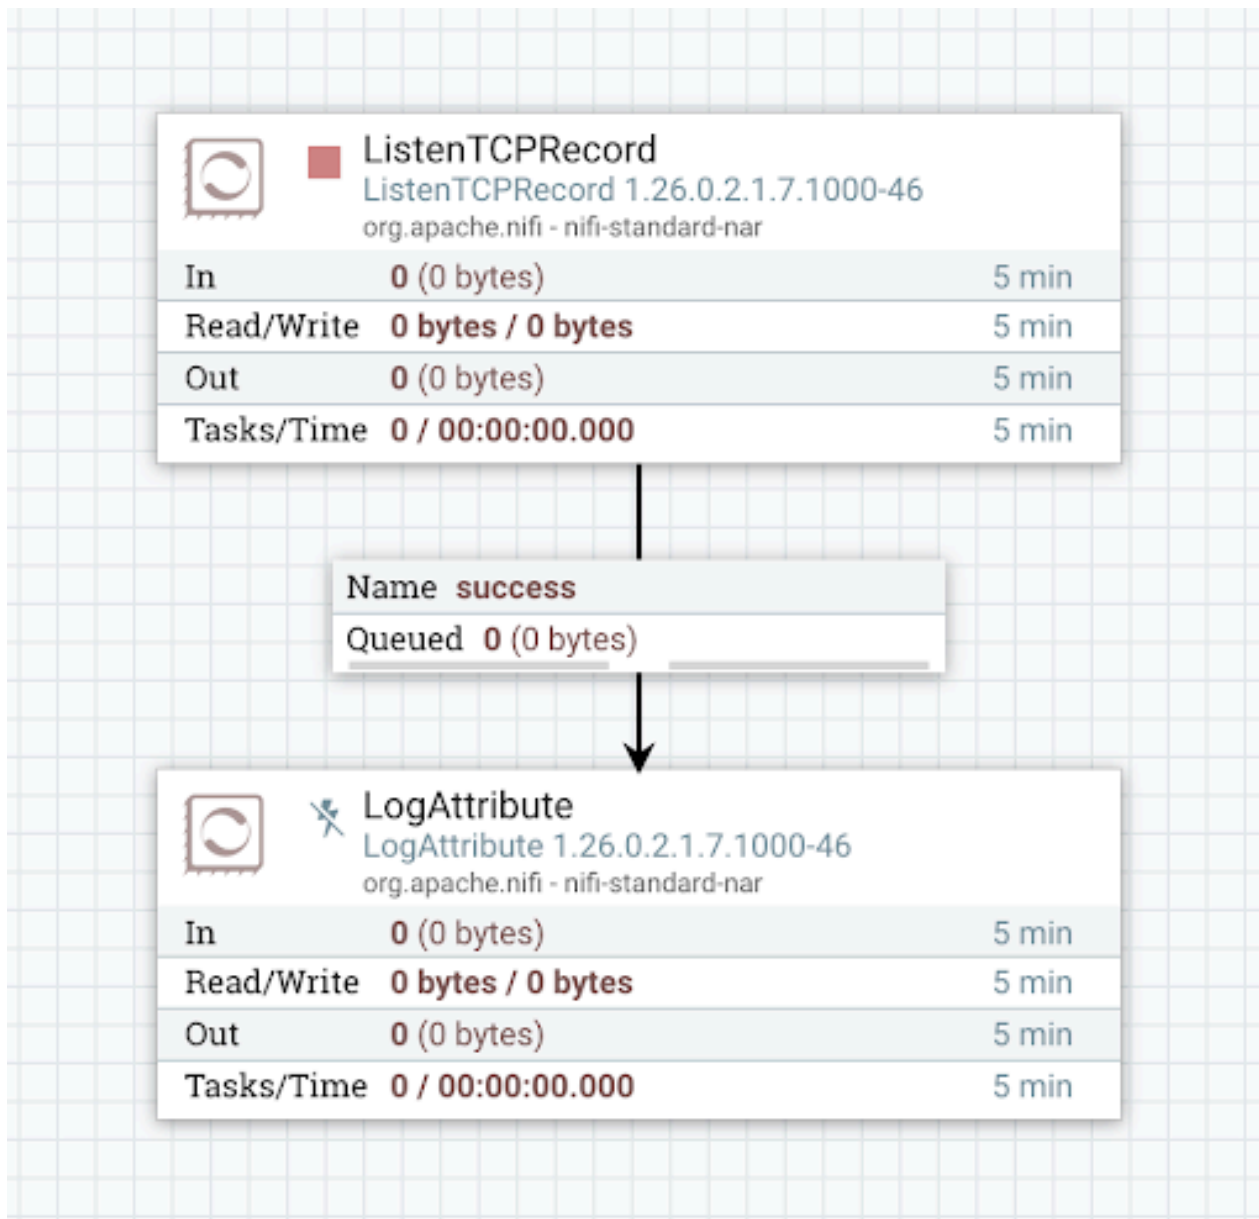 ListenTCPRecord
ListenTCPRecord 1.26.0.2.1.7.1000-46
org.apache.nifi - nifi-standard-nar
In 0 (0 bytes) 5 min
Read/Write 0 bytes / 0 bytes 5 min
Out 0 (0 bytes) 5 min
Tasks/Time 0 / 00:00:00.000 5 min
Name success
Queued 0 (0 bytes)
LogAttribute
LogAttribute 1.26.0.2.1.7.1000-46
org.apache.nifi - nifi-standard-nar
In 0 (0 bytes) 5 min
Read/Write 0 bytes / 0 bytes 5 min
Out 0 (0 bytes) 5 min
Tasks/Time 0 / 00:00:00.000 5 min